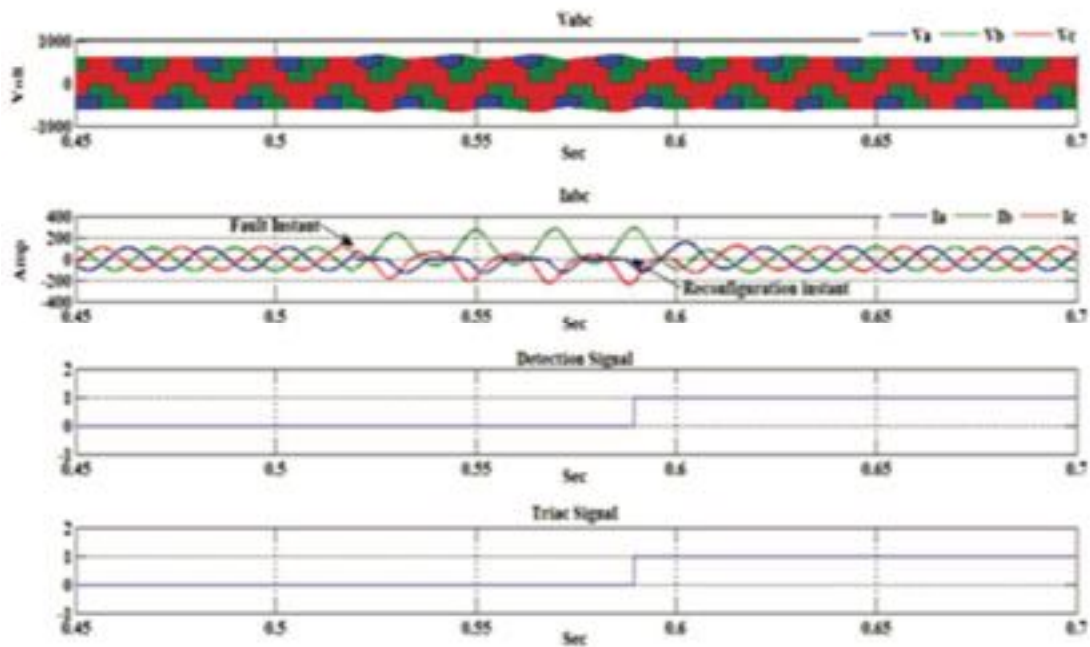 Vabc
Va Vb Vc
2000
0
-2000
Volt
0.45 0.5 0.55 0.6 0.65 0.7
Sec
Iabc
Ia Ib Ic
400
200
0
-200
-400
Amp
Fault Instant
Reconfiguration instant
0.45 0.5 0.55 0.6 0.65 0.7
Sec
Detection Signal
2
1
0
0.45 0.5 0.55 0.6 0.65 0.7
Sec
Triac Signal
2
1
0
0.45 0.5 0.55 0.6 0.65 0.7
Sec